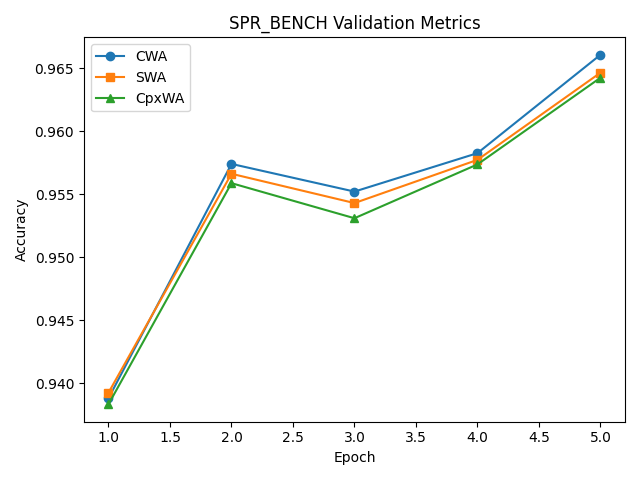 SPR_BENCH Validation Metrics
CWA
SWA
CpxWA
0.965
0.960
0.955
0.950
0.945
0.940
Accuracy
1.0 1.5 2.0 2.5 3.0 3.5 4.0 4.5 5.0
Epoch